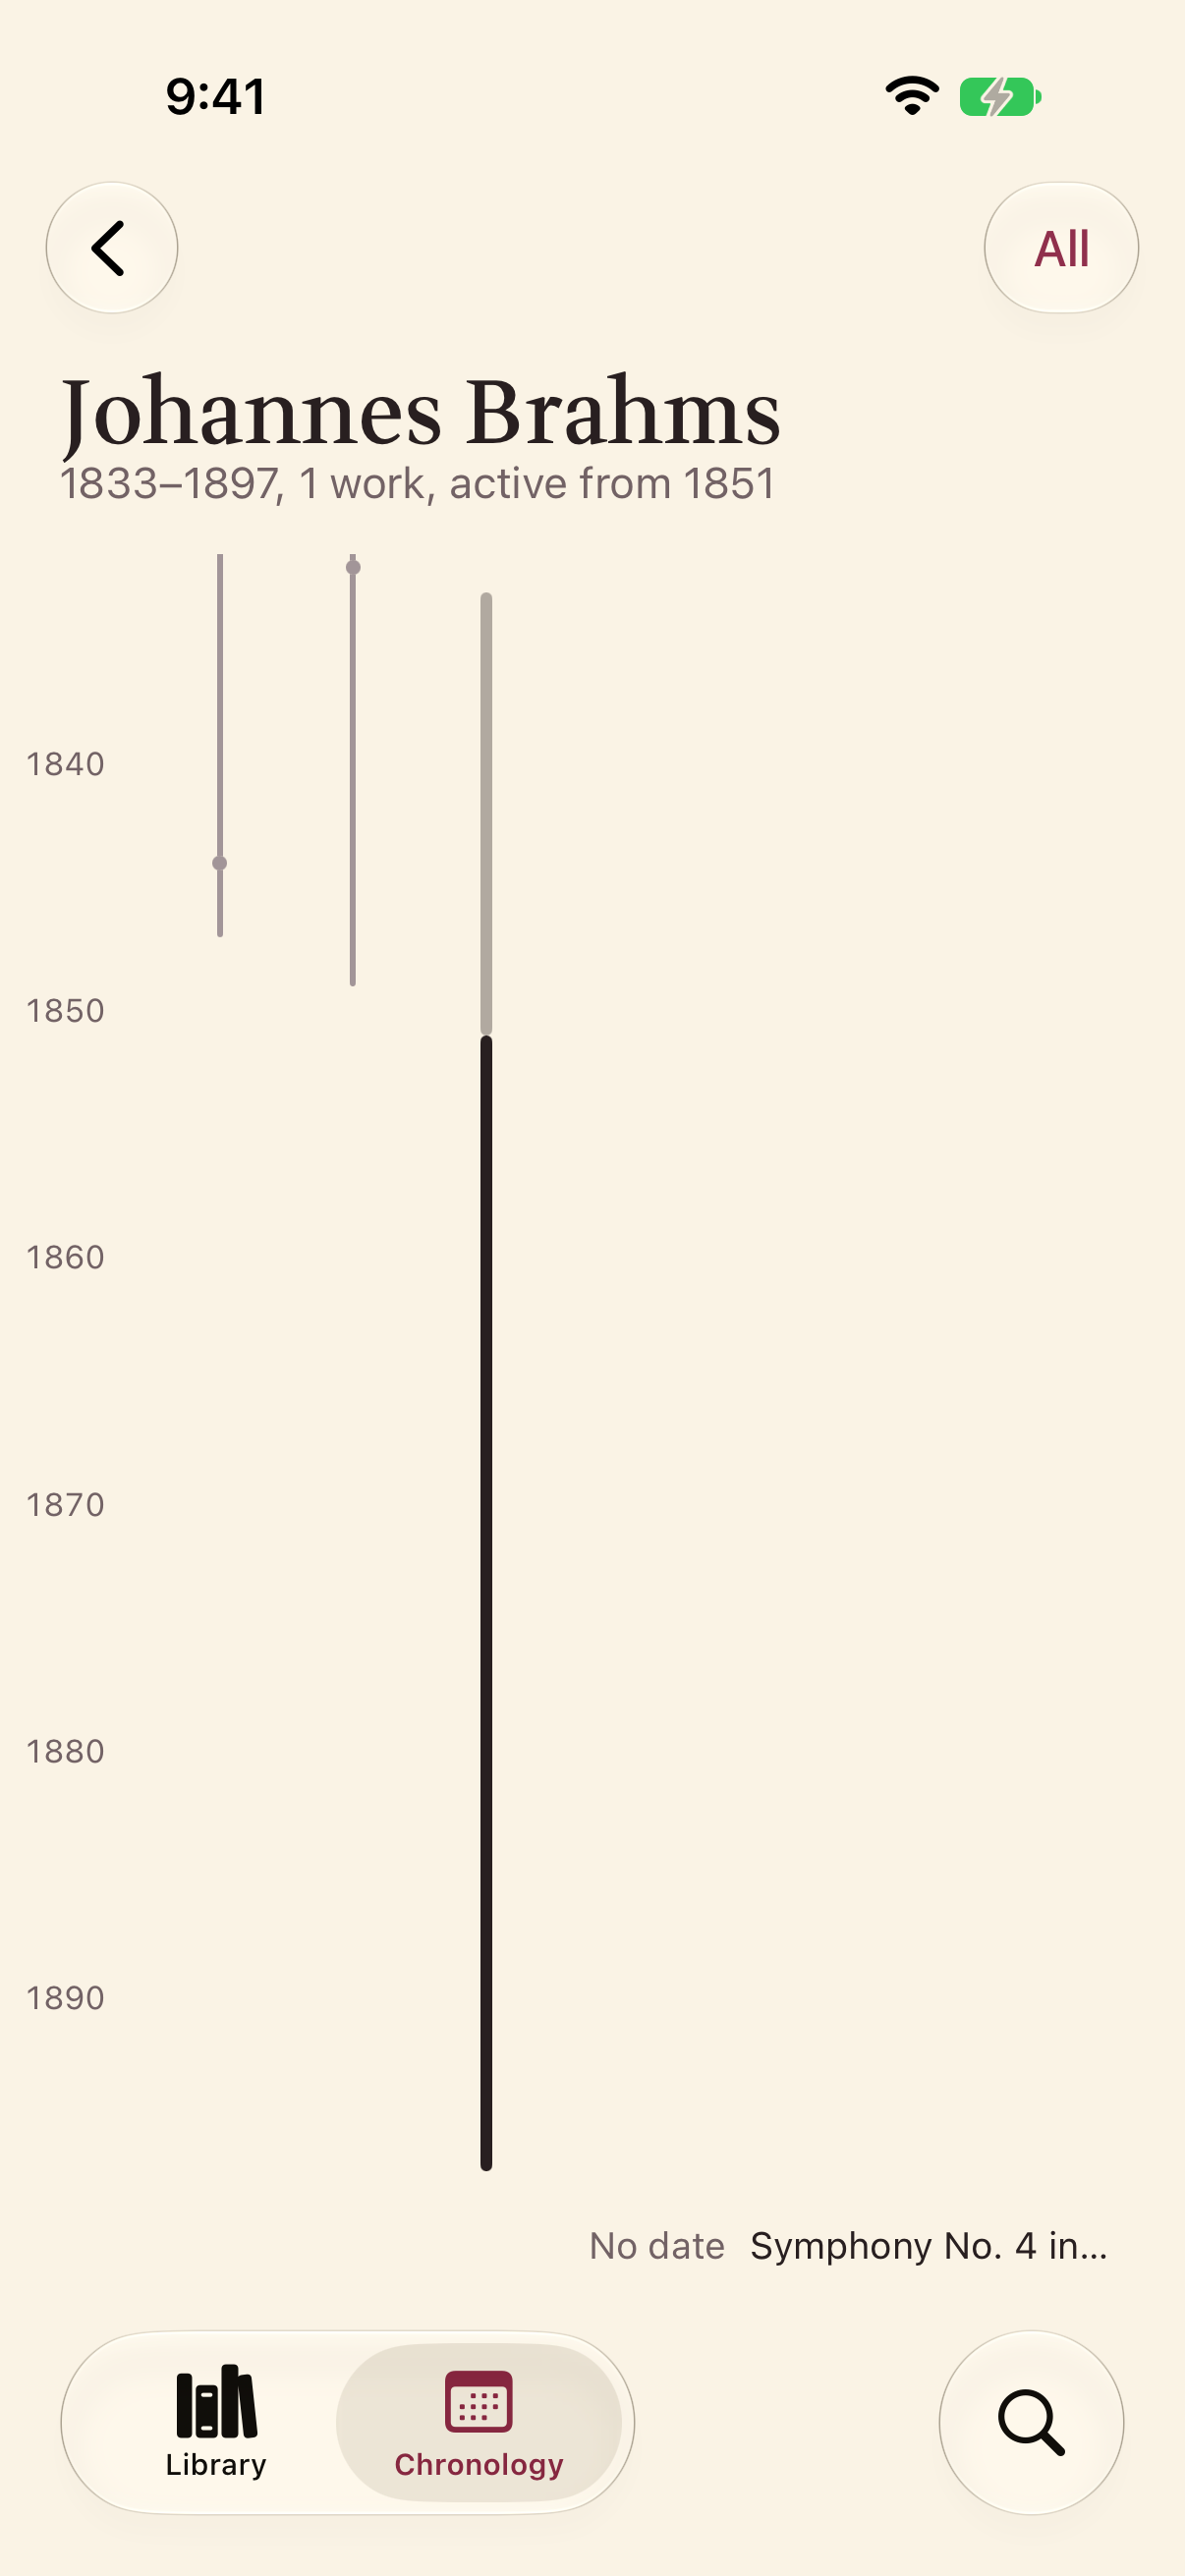 9:41
All
Johannes Brahms
1833–1897, 1 work, active from 1851
1840
1850
1860
1870
1880
1890
No date Symphony No. 4 in...
Library
Chronology